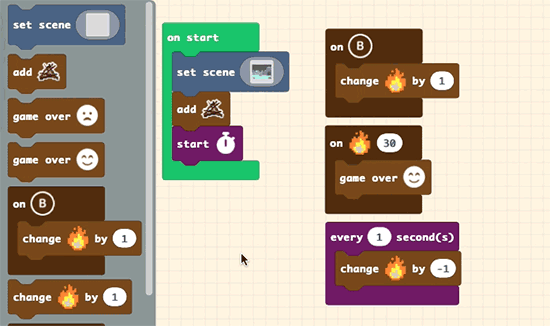 set scene
add
game over
game over
on B
change by 1
change by 1
on start
set scene
add
start
on B
change by 1
on 30
game over
every 1 second(s)
change by -1